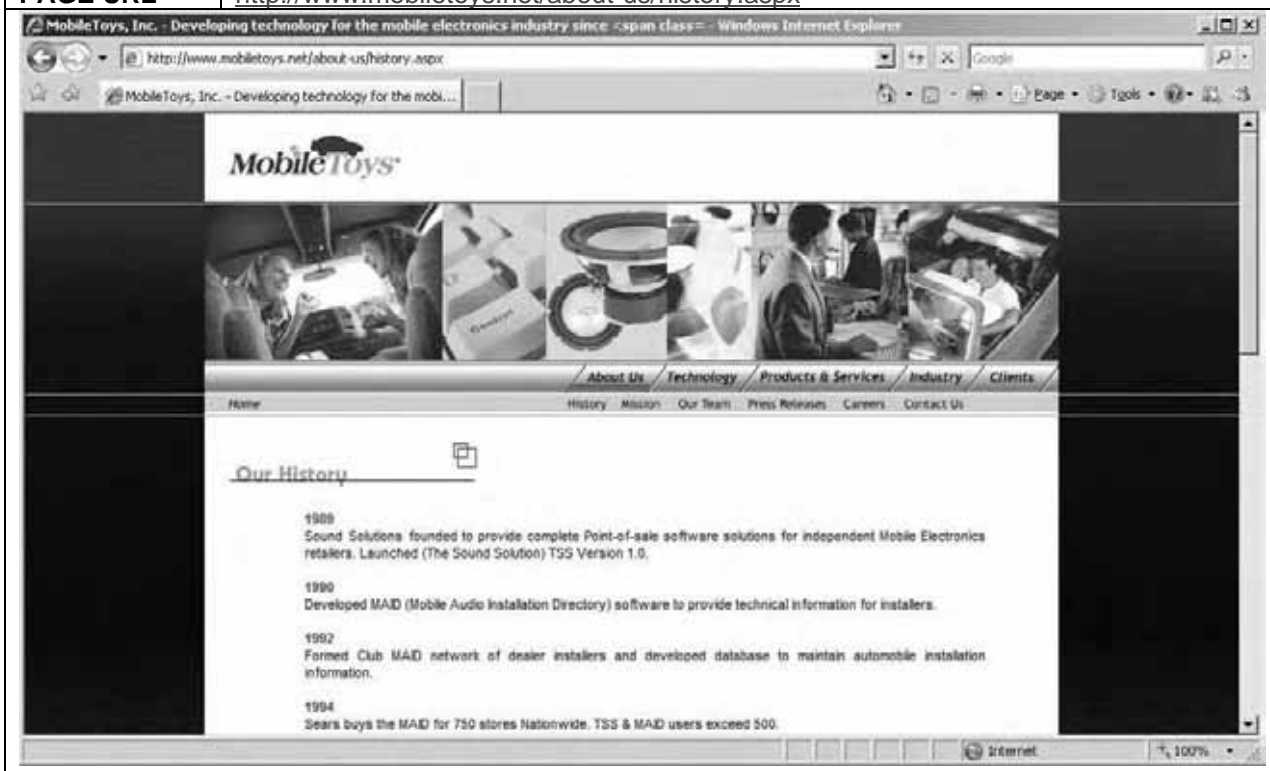 PAGE URL http://www.mobiletoys.net/about-us/history.aspx
MobileToys, Inc. - Developing technology for the mobile electronics industry since <span class= - Windows Internet Explorer
http://www.mobiletoys.net/about-us/history.aspx
Google
MobileToys, Inc. - Developing technology for the mobi...
Page Tools
MobileToys
About Us Technology Products & Services Industry Clients
Home History Mission Our Team Press Releases Careers Contact Us
Our History
1989
Sound Solutions founded to provide complete Point-of-sale software solutions for independent Mobile Electronics
retailers. Launched (The Sound Solution) TSS Version 1.0.
1990
Developed MAID (Mobile Audio Installation Directory) software to provide technical information for installers.
1992
Formed Club MAID network of dealer installers and developed database to maintain automobile installation
information.
1994
Sears buys the MAID for 750 stores Nationwide. TSS & MAID users exceed 500.
Internet 100%